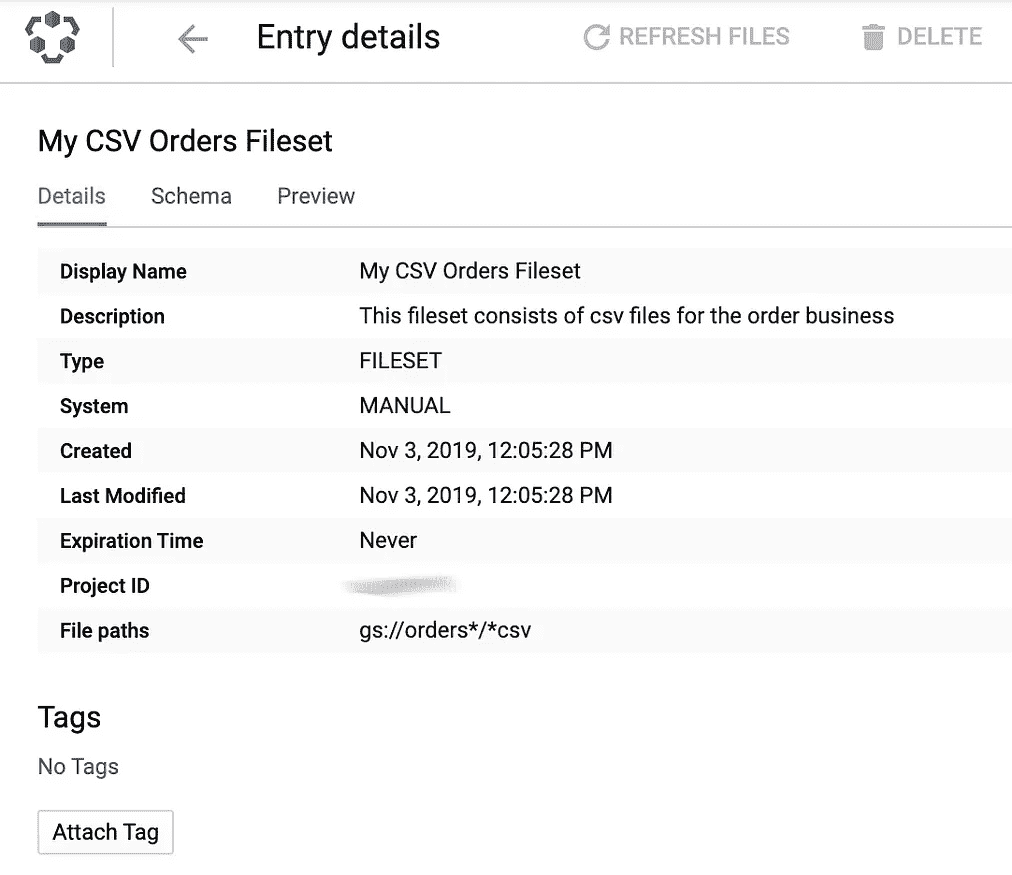 Entry details REFRESH FILES DELETE
My CSV Orders Fileset
Details Schema Preview
Display Name My CSV Orders Fileset
Description This fileset consists of csv files for the order business
Type FILESET
System MANUAL
Created Nov 3, 2019, 12:05:28 PM
Last Modified Nov 3, 2019, 12:05:28 PM
Expiration Time Never
Project ID
File paths gs://orders*/*csv
Tags
No Tags
Attach Tag